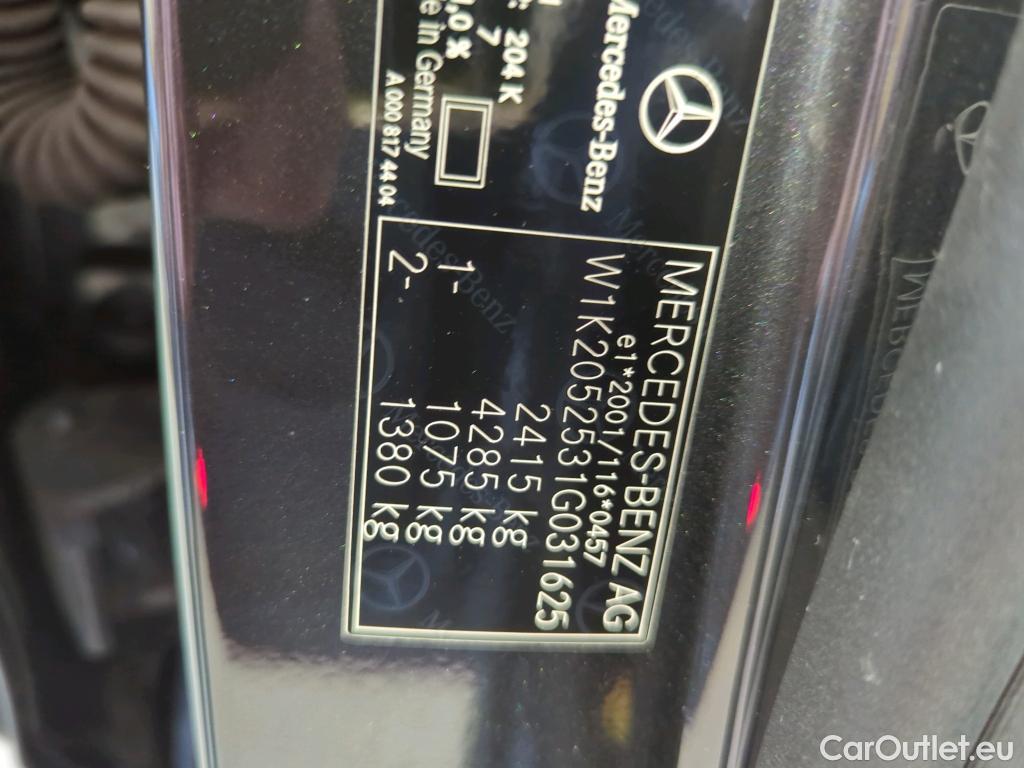 Mercedes-Benz
204 K
7
in Germany
A 000 817 44 04
MERCEDES-BENZ AG
e1*2001/116*0457
W1K2052531G031625
2415 kg
4285 kg
1- 1075 kg
2- 1380 kg
CarOutlet.eu